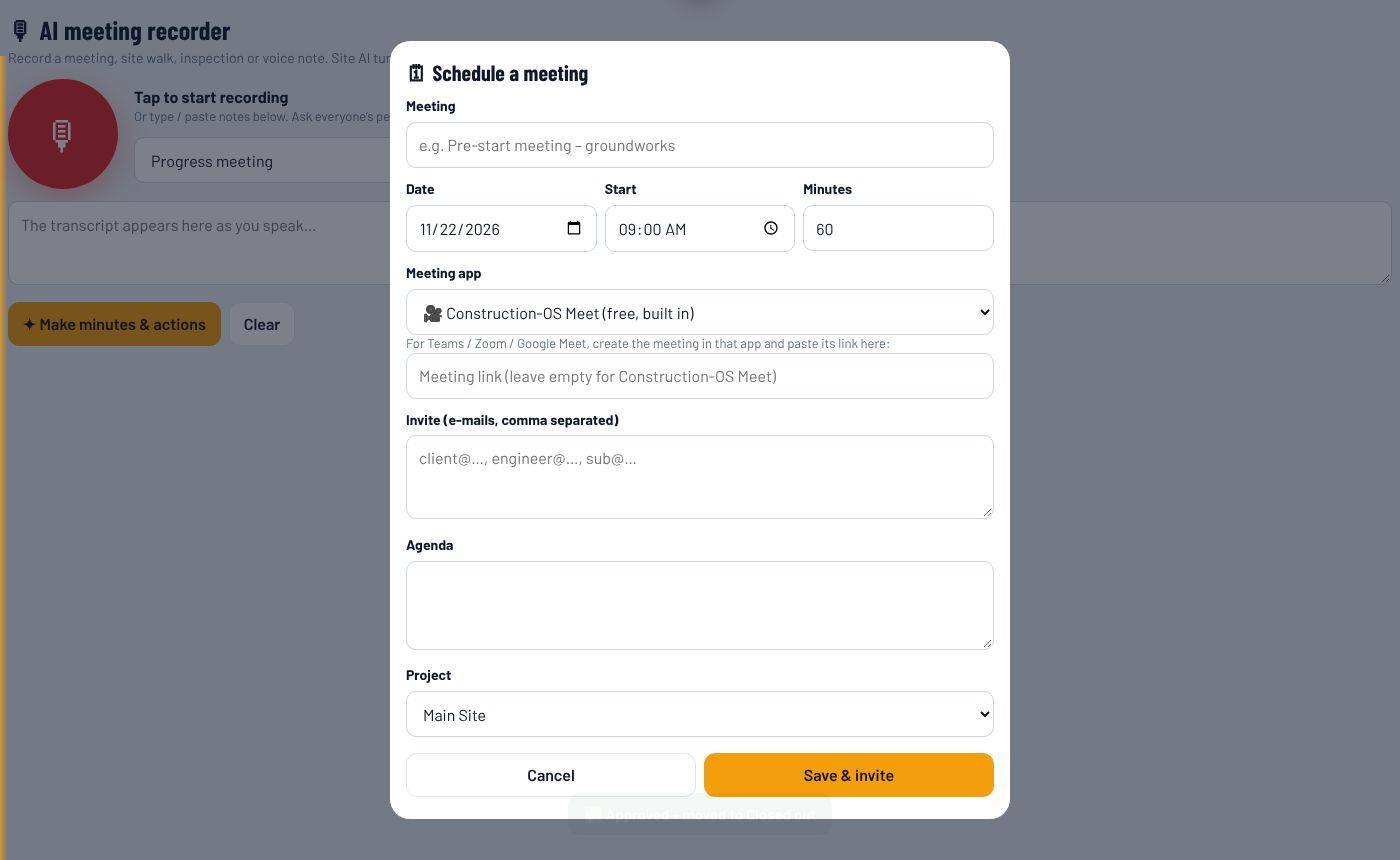 AI meeting recorder
Record a meeting, site walk, inspection or voice note. Site AI
Tap to start recording
Or type / paste notes below. Ask everyone's
Progress meeting
The transcript appears here as you speak...
✦ Make minutes & actions
Clear
Schedule a meeting
Meeting
e.g. Pre-start meeting – groundworks
Date
Start
Minutes
11/22/2026
09:00 AM
60
Meeting app
Construction-OS Meet (free, built in)
For Teams / Zoom / Google Meet, create the meeting in that app and paste its link here:
Meeting link (leave empty for Construction-OS Meet)
Invite (e-mails, comma separated)
client@..., engineer@..., sub@...
Agenda
Project
Main Site
Cancel
Save & invite
Approved - moved to Closed out